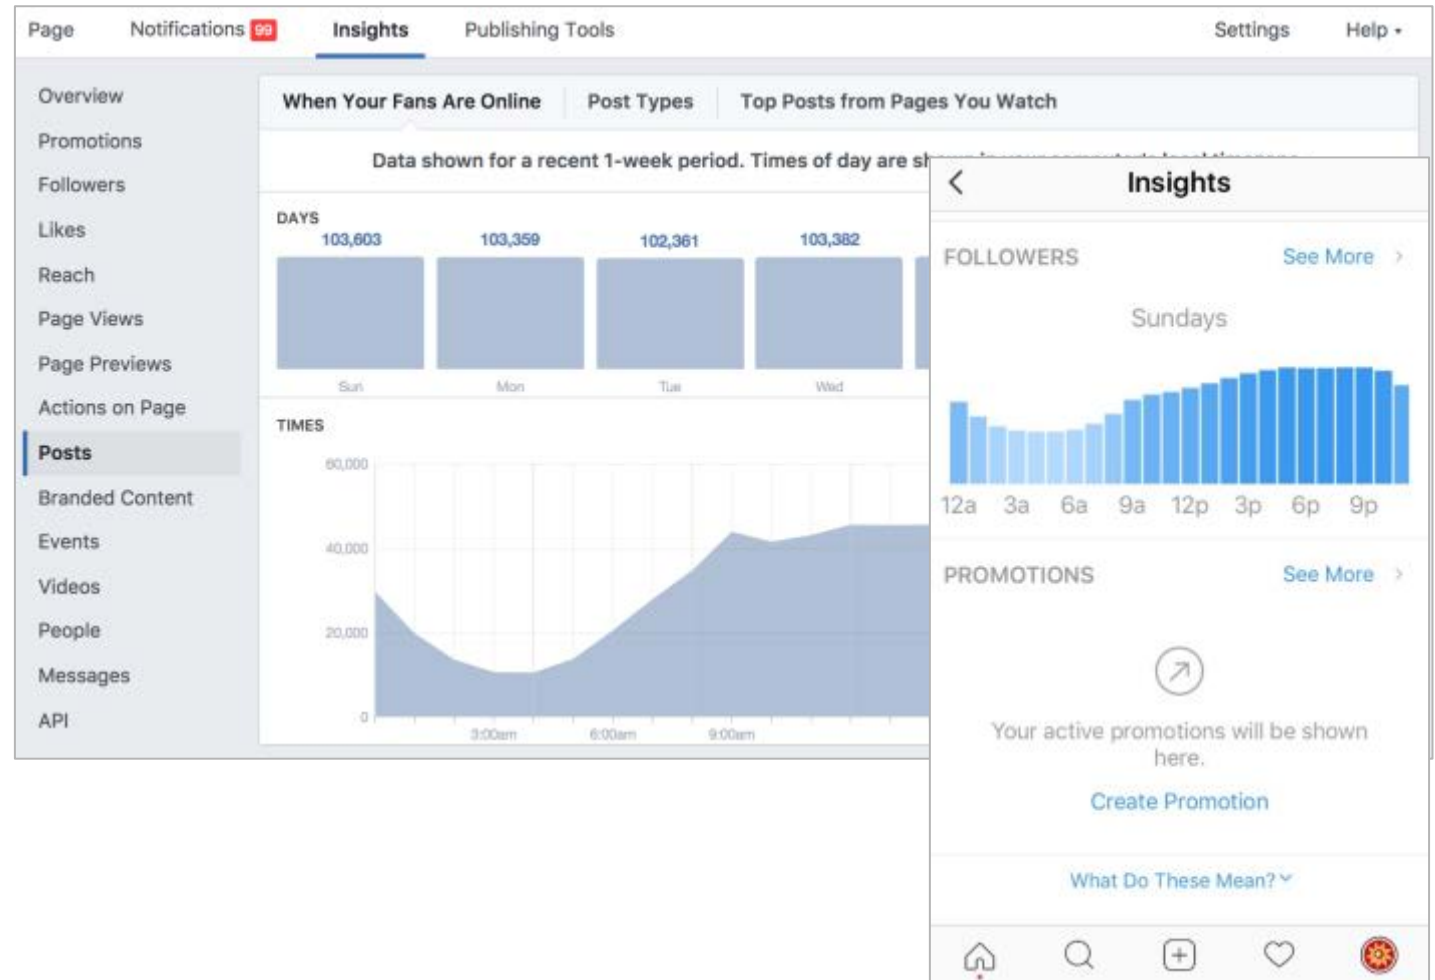 Page Notifications 99 Insights Publishing Tools Settings Help
Overview
Promotions
Followers
Likes
Reach
Page Views
Page Previews
Actions on Page
Posts
Branded Content
Events
Videos
People
Messages
API
When Your Fans Are Online Post Types Top Posts from Pages You Watch
Data shown for a recent 1-week period. Times of day are
DAYS
103,603 103,359 102,361 103,382
Sun Mon Tue Wed
TIMES
60,000
40,000
20,000
0
3:00am 6:00am 9:00am
Insights
FOLLOWERS See More
Sundays
12a 3a 6a 9a 12p 3p 6p 9p
PROMOTIONS See More
Your active promotions will be shown
here.
Create Promotion
What Do These Mean?